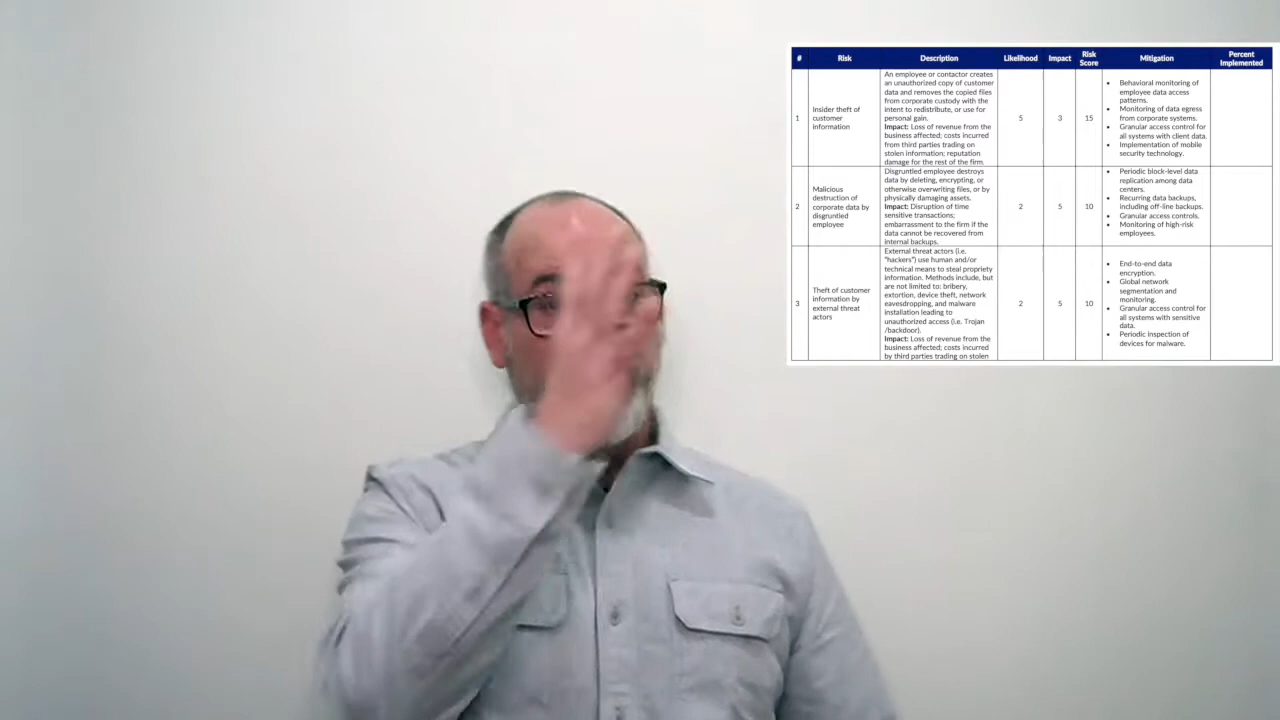 # Risk Description Likelihood Impact Risk Score Mitigation Percent Implemented
1
Insider theft of
customer
information
An employee or contactor creates
an unauthorized copy of customer
data and removes the copied files
from corporate custody with the
intent to redistribute, or use for
personal gain.
Impact: Loss of revenue from the
business affected; costs incurred
from third parties trading on
stolen information; reputation
damage for the rest of the firm.
5
3
15
• Behavioral monitoring of
employee data access
patterns.
• Monitoring of data egress
from corporate systems.
• Granular access control for
all systems with client data.
• Implementation of mobile
security technology.
2
Malicious
destruction of
corporate data by
disgruntled
employee
Disgruntled employee destroys
data by deleting, encrypting, or
otherwise overwriting files, or by
physically damaging assets.
Impact: Disruption of time
sensitive transactions;
embarrassment to the firm if the
data cannot be recovered from
internal backups.
2
5
10
• Periodic block-level data
replication among data
centers.
• Recurring data backups,
including off-line backups.
• Granular access controls.
• Monitoring of high-risk
employees.
3
Theft of customer
information by
external threat
actors
External threat actors (i.e.
"hackers") use human and/or
technical means to steal propriety
information. Methods include, but
are not limited to: bribery,
extortion, device theft, network
eavesdropping, and malware
installation leading to
unauthorized access (i.e. Trojan
/backdoor).
Impact: Loss of revenue from the
business affected; costs incurred
by third parties trading on stolen
2
5
10
• End-to-end data
encryption.
• Global network
segmentation and
monitoring.
• Granular access control for
all systems with sensitive
data.
• Periodic inspection of
devices for malware.